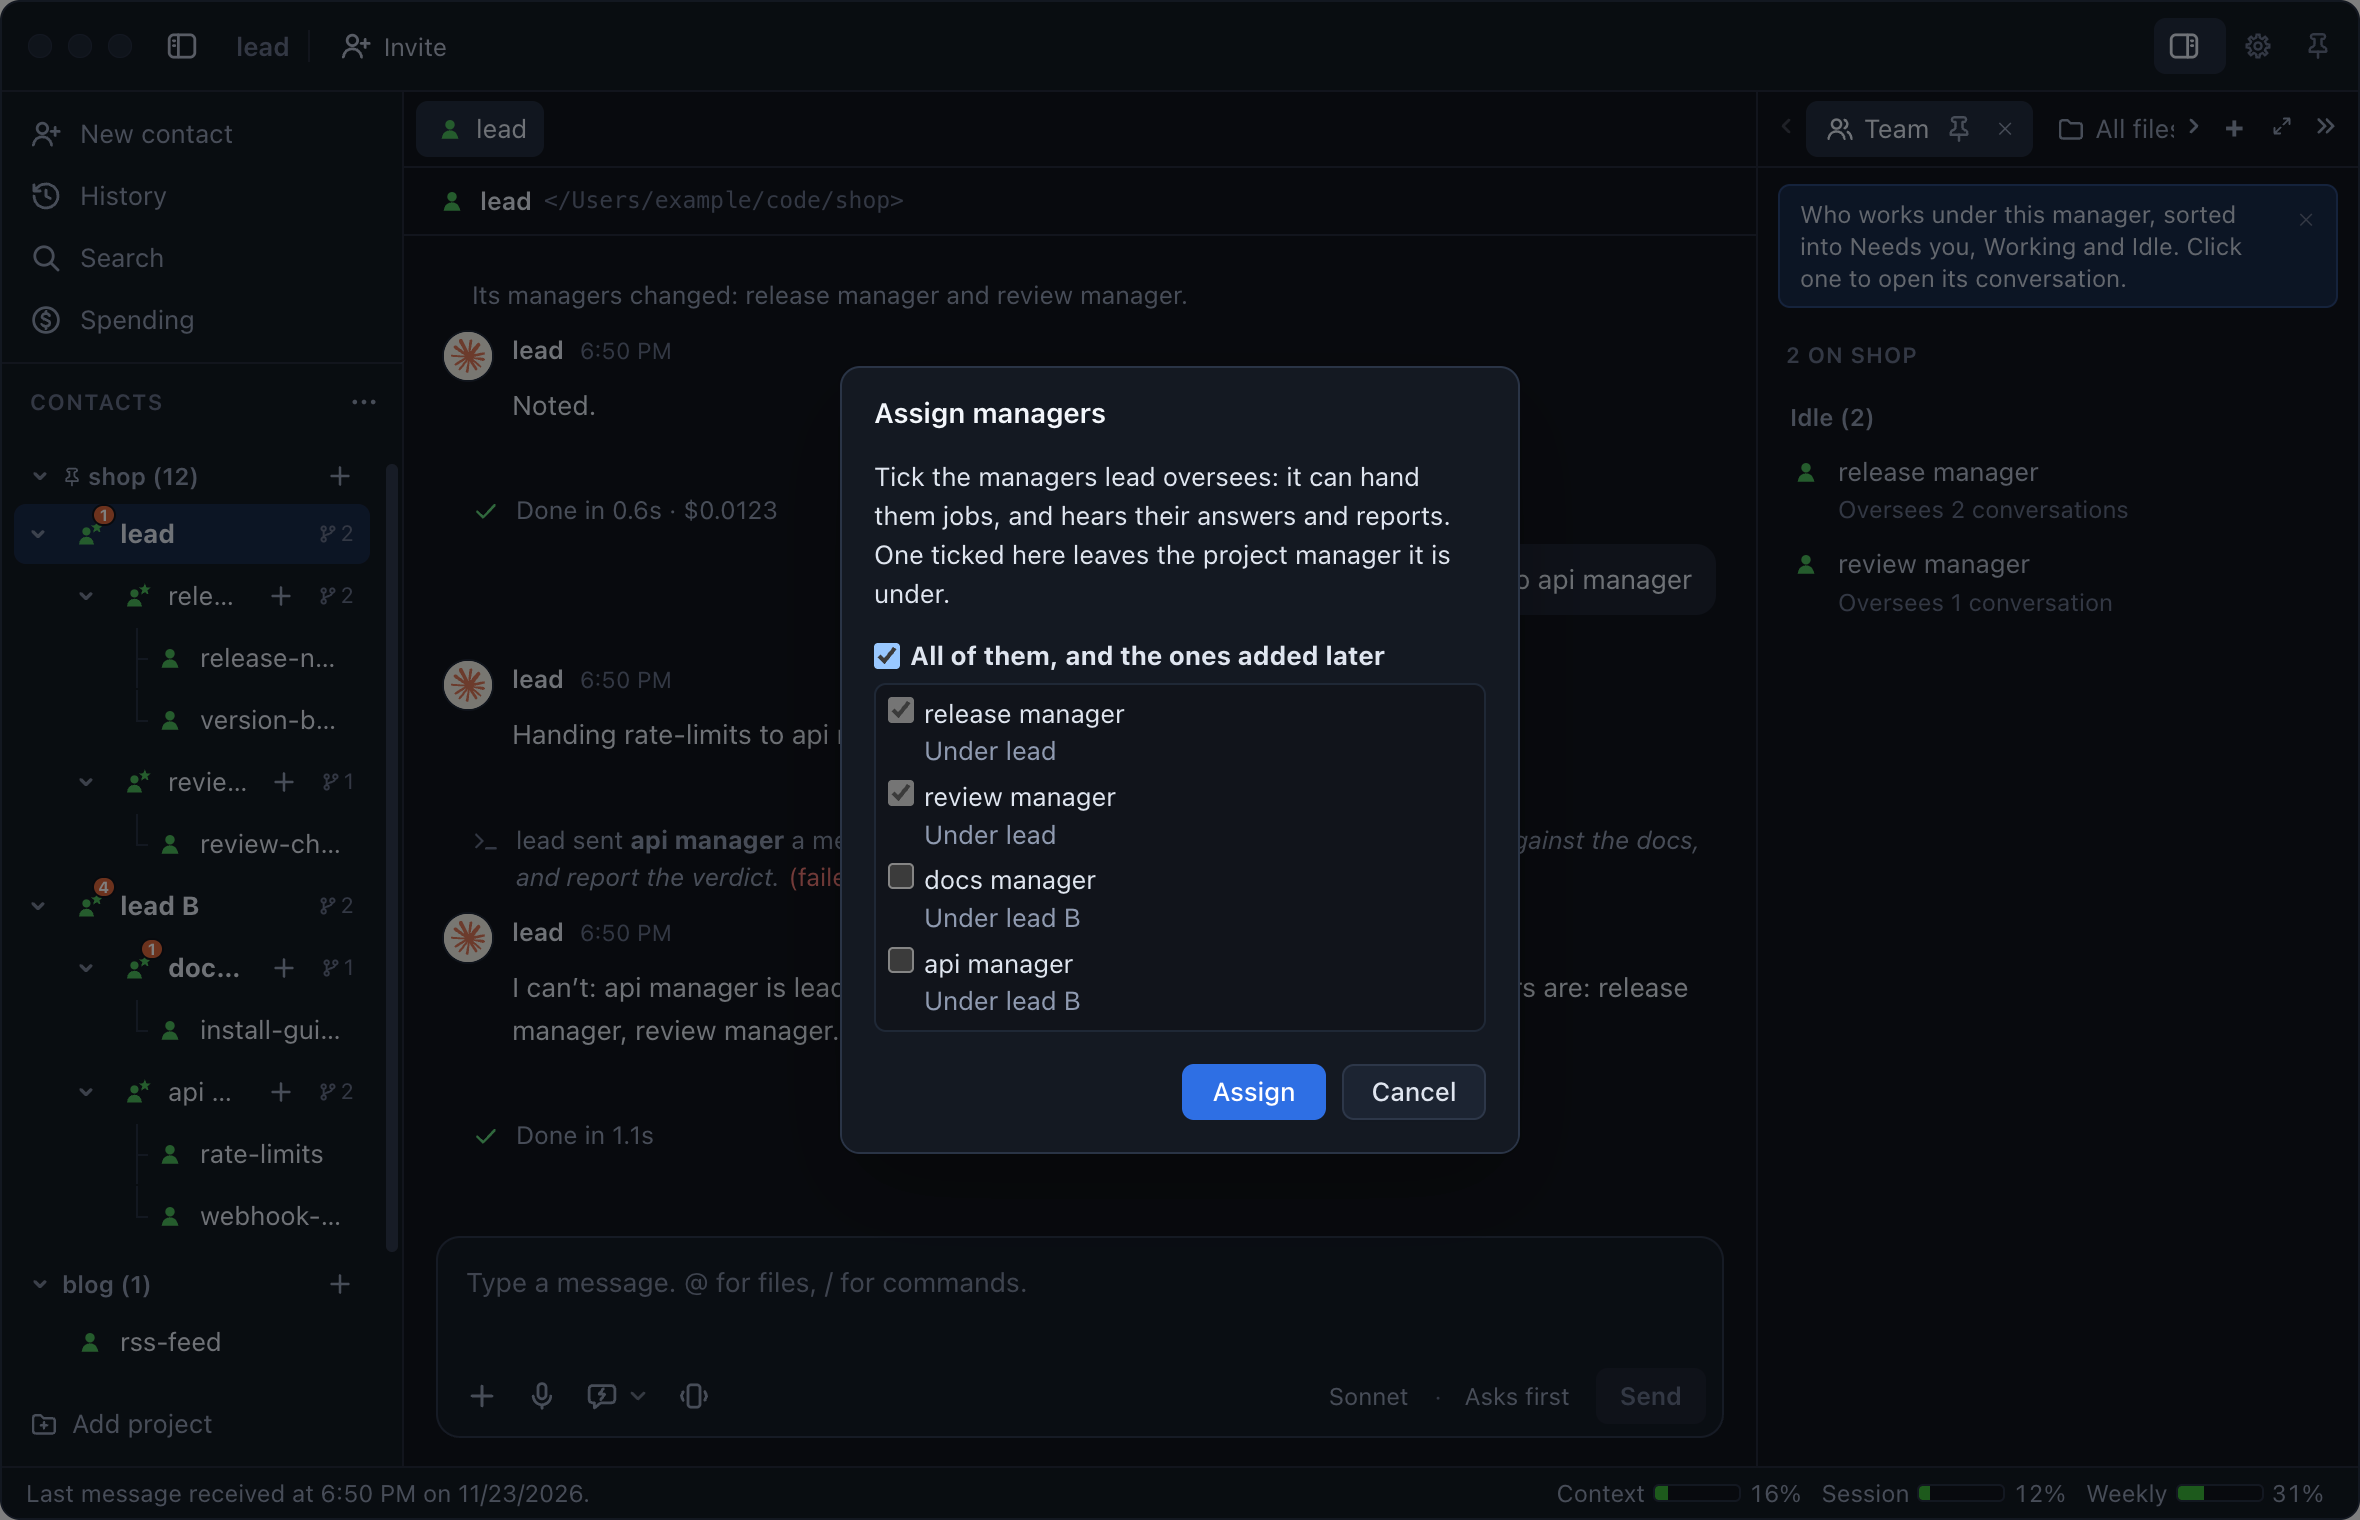 lead
Invite
New contact
History
Search
Spending
CONTACTS
shop (12)
1
lead
2
rele...
2
release-n...
version-b...
revie...
1
review-ch...
4
lead B
2
1
doc...
1
install-gui...
api ...
2
rate-limits
webhook-...
blog (1)
rss-feed
Add project
lead
lead </Users/example/code/shop>
Its managers changed: release manager and review manager.
lead 6:50 PM
Noted.
Done in 0.6s · $0.0123
api manager
lead 6:50 PM
Handing rate-limits to api
lead sent api manager a
gainst the docs,
and report the verdict.
lead 6:50 PM
I can’t: api manager is
are: release
manager, review manager.
Done in 1.1s
Type a message. @ for files, / for commands.
Sonnet · Asks first
Send
Assign managers
Tick the managers lead oversees: it can hand
them jobs, and hears their answers and reports.
One ticked here leaves the project manager it is
under.
All of them, and the ones added later
release manager
Under lead
review manager
Under lead
docs manager
Under lead B
api manager
Under lead B
Assign
Cancel
Team
All files
Who works under this manager, sorted
into Needs you, Working and Idle. Click
one to open its conversation.
2 ON SHOP
Idle (2)
release manager
Oversees 2 conversations
review manager
Oversees 1 conversation
Last message received at 6:50 PM on 11/23/2026.
Context 16% Session 12% Weekly 31%